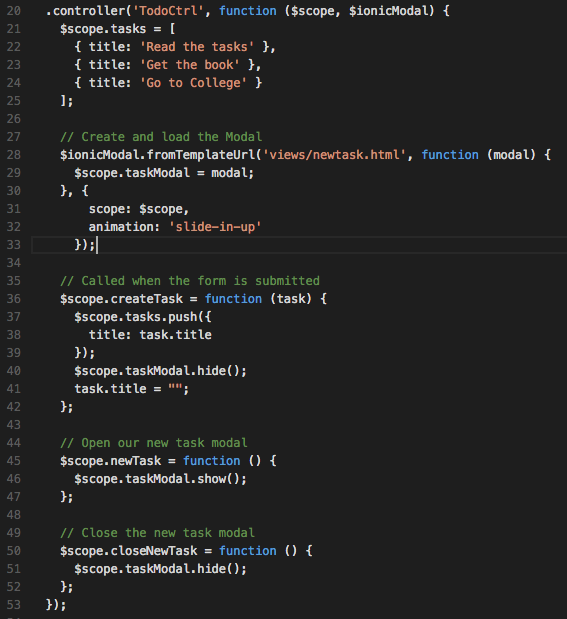 20 .controller('TodoCtrl', function ($scope, $ionicModal) {
21   $scope.tasks = [
22     { title: 'Read the tasks' },
23     { title: 'Get the book' },
24     { title: 'Go to College' }
25   ];
26
27   // Create and load the Modal
28   $ionicModal.fromTemplateUrl('views/newtask.html', function (modal) {
29     $scope.taskModal = modal;
30   }, {
31       scope: $scope,
32       animation: 'slide-in-up'
33     });
34
35   // Called when the form is submitted
36   $scope.createTask = function (task) {
37     $scope.tasks.push({
38       title: task.title
39     });
40     $scope.taskModal.hide();
41     task.title = "";
42   };
43
44   // Open our new task modal
45   $scope.newTask = function () {
46     $scope.taskModal.show();
47   };
48
49   // Close the new task modal
50   $scope.closeNewTask = function () {
51     $scope.taskModal.hide();
52   };
53 });